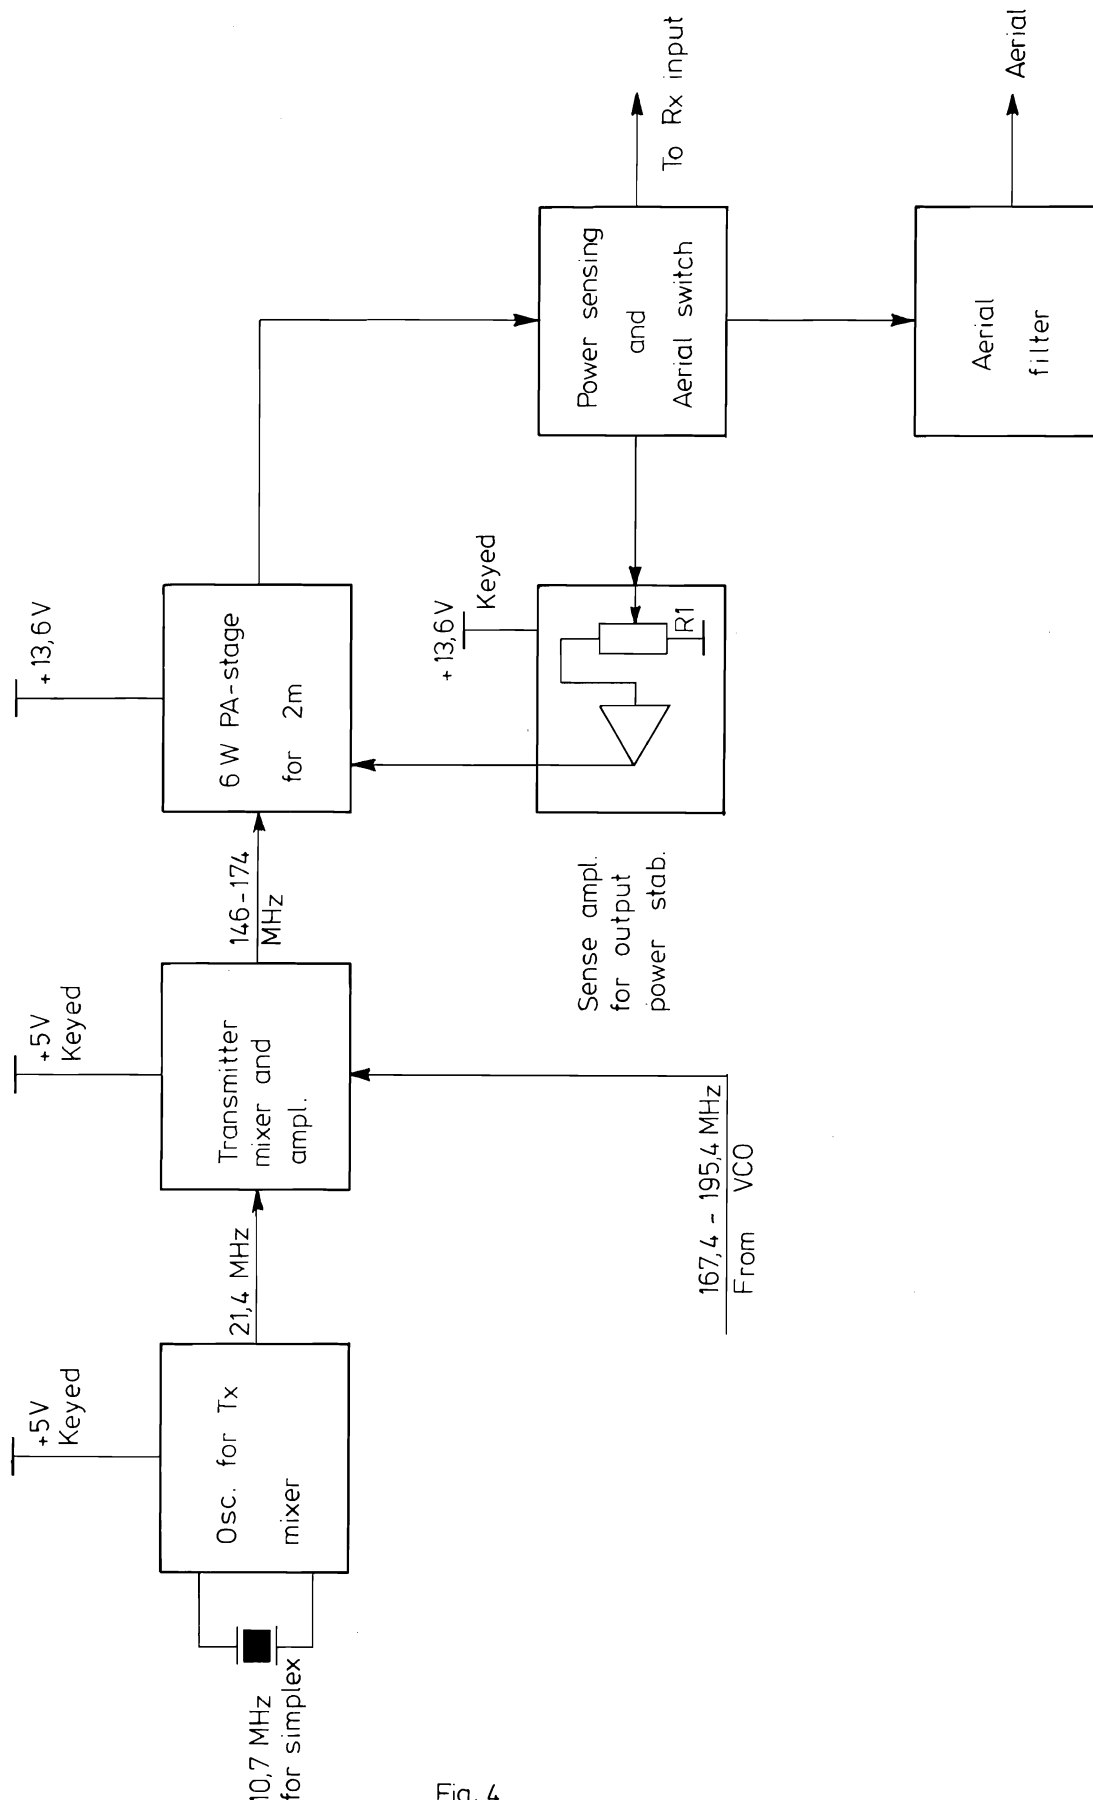 10,7 MHz
for simplex
+5V
Keyed
Osc. for Tx
mixer
21,4 MHz
+5V
Keyed
Transmitter
mixer and
ampl.
167,4 - 195,4 MHz
From VCO
146-174
MHz
+13,6V
6W PA-stage
for 2m
+13,6V
Keyed
R1
Sense ampl.
for output
power stab.
Power sensing
and
Aerial switch
To Rx input
Aerial
filter
Aerial
Fig. 4